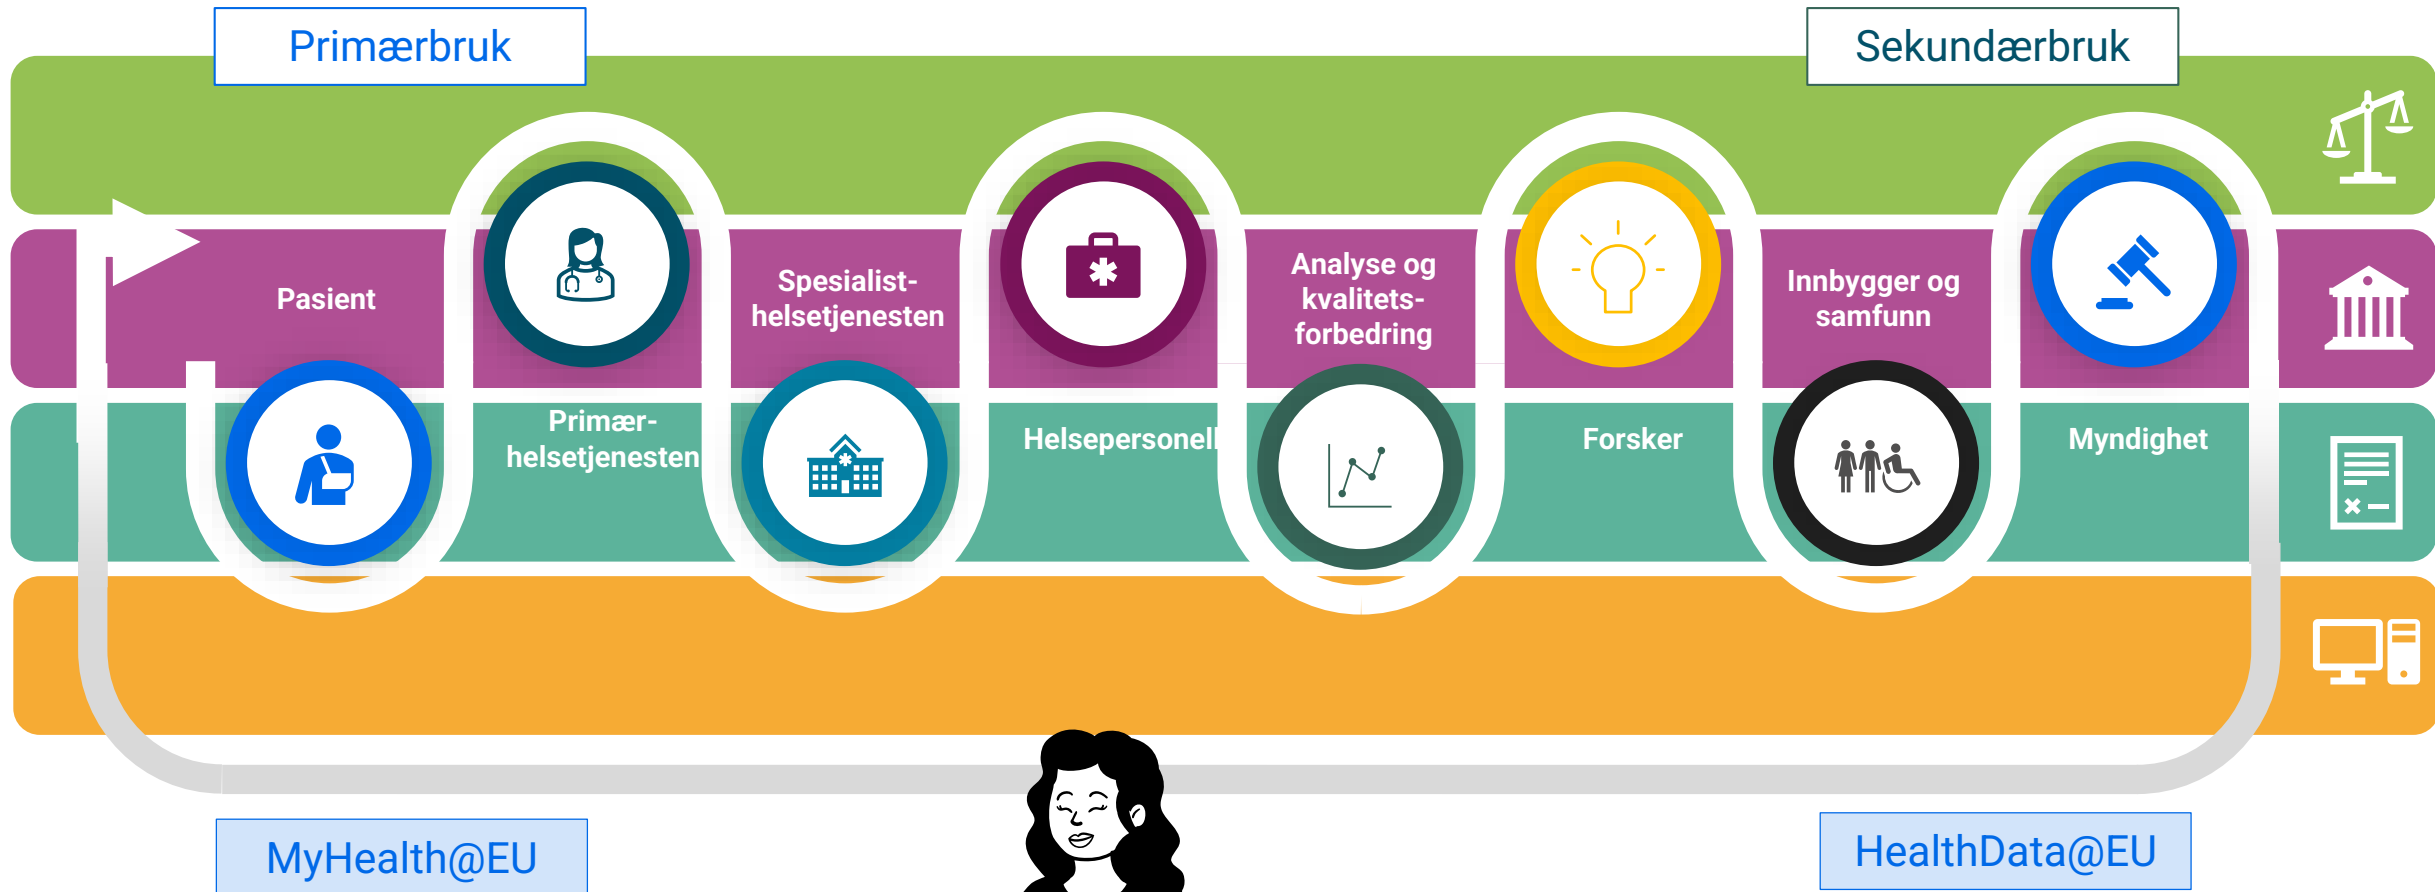 Primærbruk
Sekundærbruk
Pasient
Primær-
helsetjenesten
Spesialist-
helsetjenesten
Helsepersonell
Analyse og
kvalitets-
forbedring
Forsker
Innbygger og
samfunn
Myndighet
MyHealth@EU
HealthData@EU